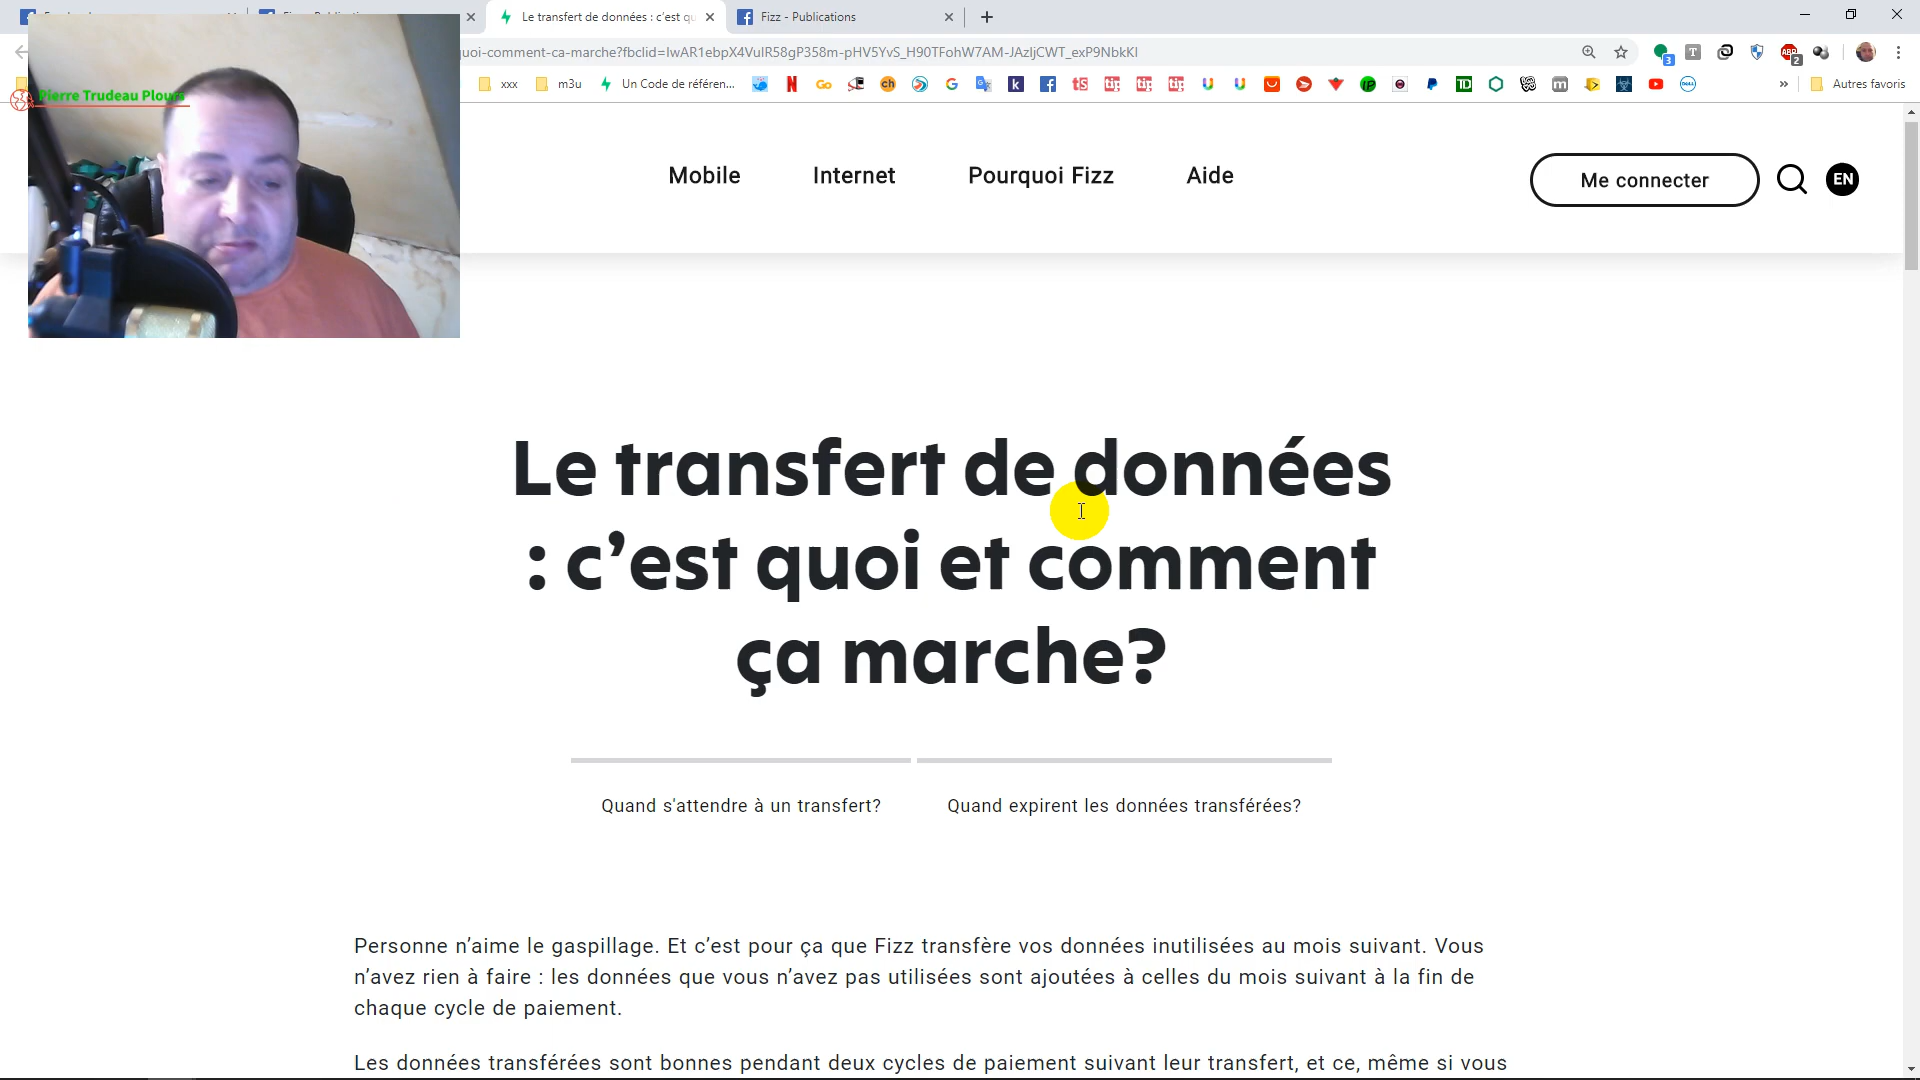 Le transfert de données : c'est qu
Fizz - Publications
uoi-comment-ca-marche?fbclid=IwAR1ebpX4VulR58gP358m-pHV5YvS_H90TFohW7AM-JAzIjCWT_exP9NbkKI
xxx
m3u
Un Code de référen...
Autres favoris
Pierre Trudeau Plourde
Mobile
Internet
Pourquoi Fizz
Aide
Me connecter
EN
Le transfert de données
: c’est quoi et comment
ça marche?
Quand s'attendre à un transfert?
Quand expirent les données transférées?
Personne n’aime le gaspillage. Et c’est pour ça que Fizz transfère vos données inutilisées au mois suivant. Vous
n’avez rien à faire : les données que vous n’avez pas utilisées sont ajoutées à celles du mois suivant à la fin de
chaque cycle de paiement.
Les données transférées sont bonnes pendant deux cycles de paiement suivant leur transfert, et ce, même si vous